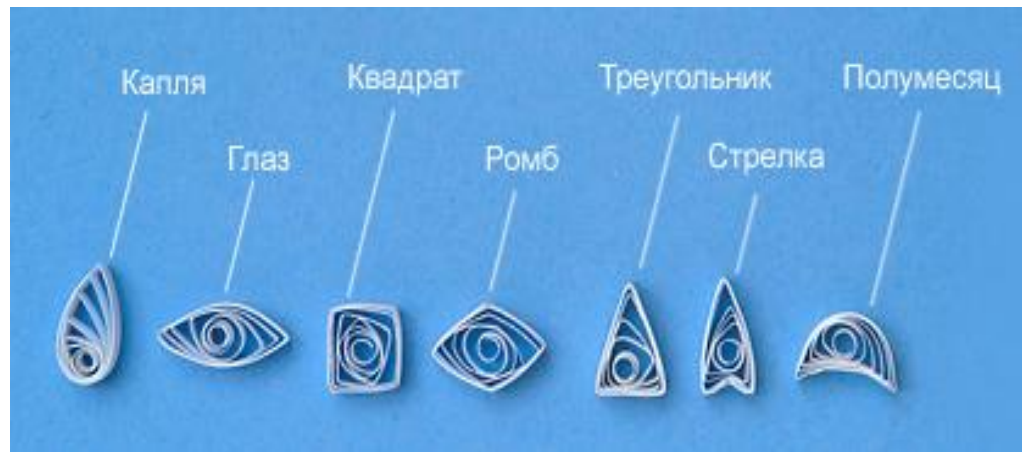 Капля
Глаз
Квадрат
Ромб
Треугольник
Стрелка
Полумесяц